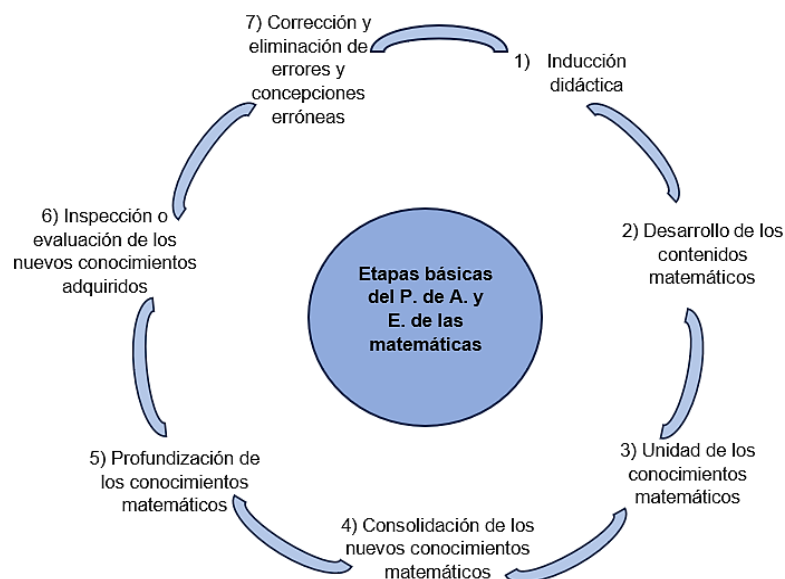 7) Corrección y
eliminación de
errores y
concepciones
erróneas
1) Inducción
didáctica
2) Desarrollo de los
contenidos
matemáticos
3) Unidad de los
conocimientos
matemáticos
4) Consolidación de los
nuevos conocimientos
matemáticos
5) Profundización de
los conocimientos
matemáticos
6) Inspección o
evaluación de los
nuevos conocimientos
adquiridos
Etapas básicas
del P. de A. y
E. de las
matemáticas